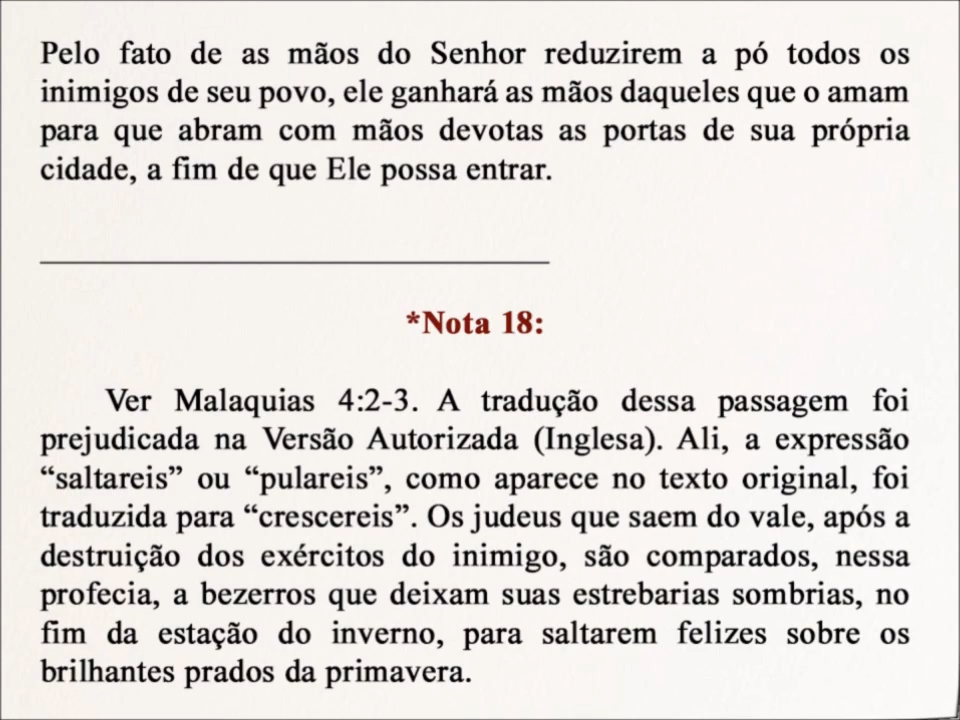 Pelo fato de as mãos do Senhor reduzirem a pó todos os
inimigos de seu povo, ele ganhará as mãos daqueles que o amam
para que abram com mãos devotas as portas de sua própria
cidade, a fim de que Ele possa entrar.
*Nota 18:
Ver Malaquias 4:2-3. A tradução dessa passagem foi
prejudicada na Versão Autorizada (Inglesa). Ali, a expressão
“saltareis” ou “pulareis”, como aparece no texto original, foi
traduzida para “crescereis”. Os judeus que saem do vale, após a
destruição dos exércitos do inimigo, são comparados, nessa
profecia, a bezerros que deixam suas estrebarias sombrias, no
fim da estação do inverno, para saltarem felizes sobre os
brilhantes prados da primavera.